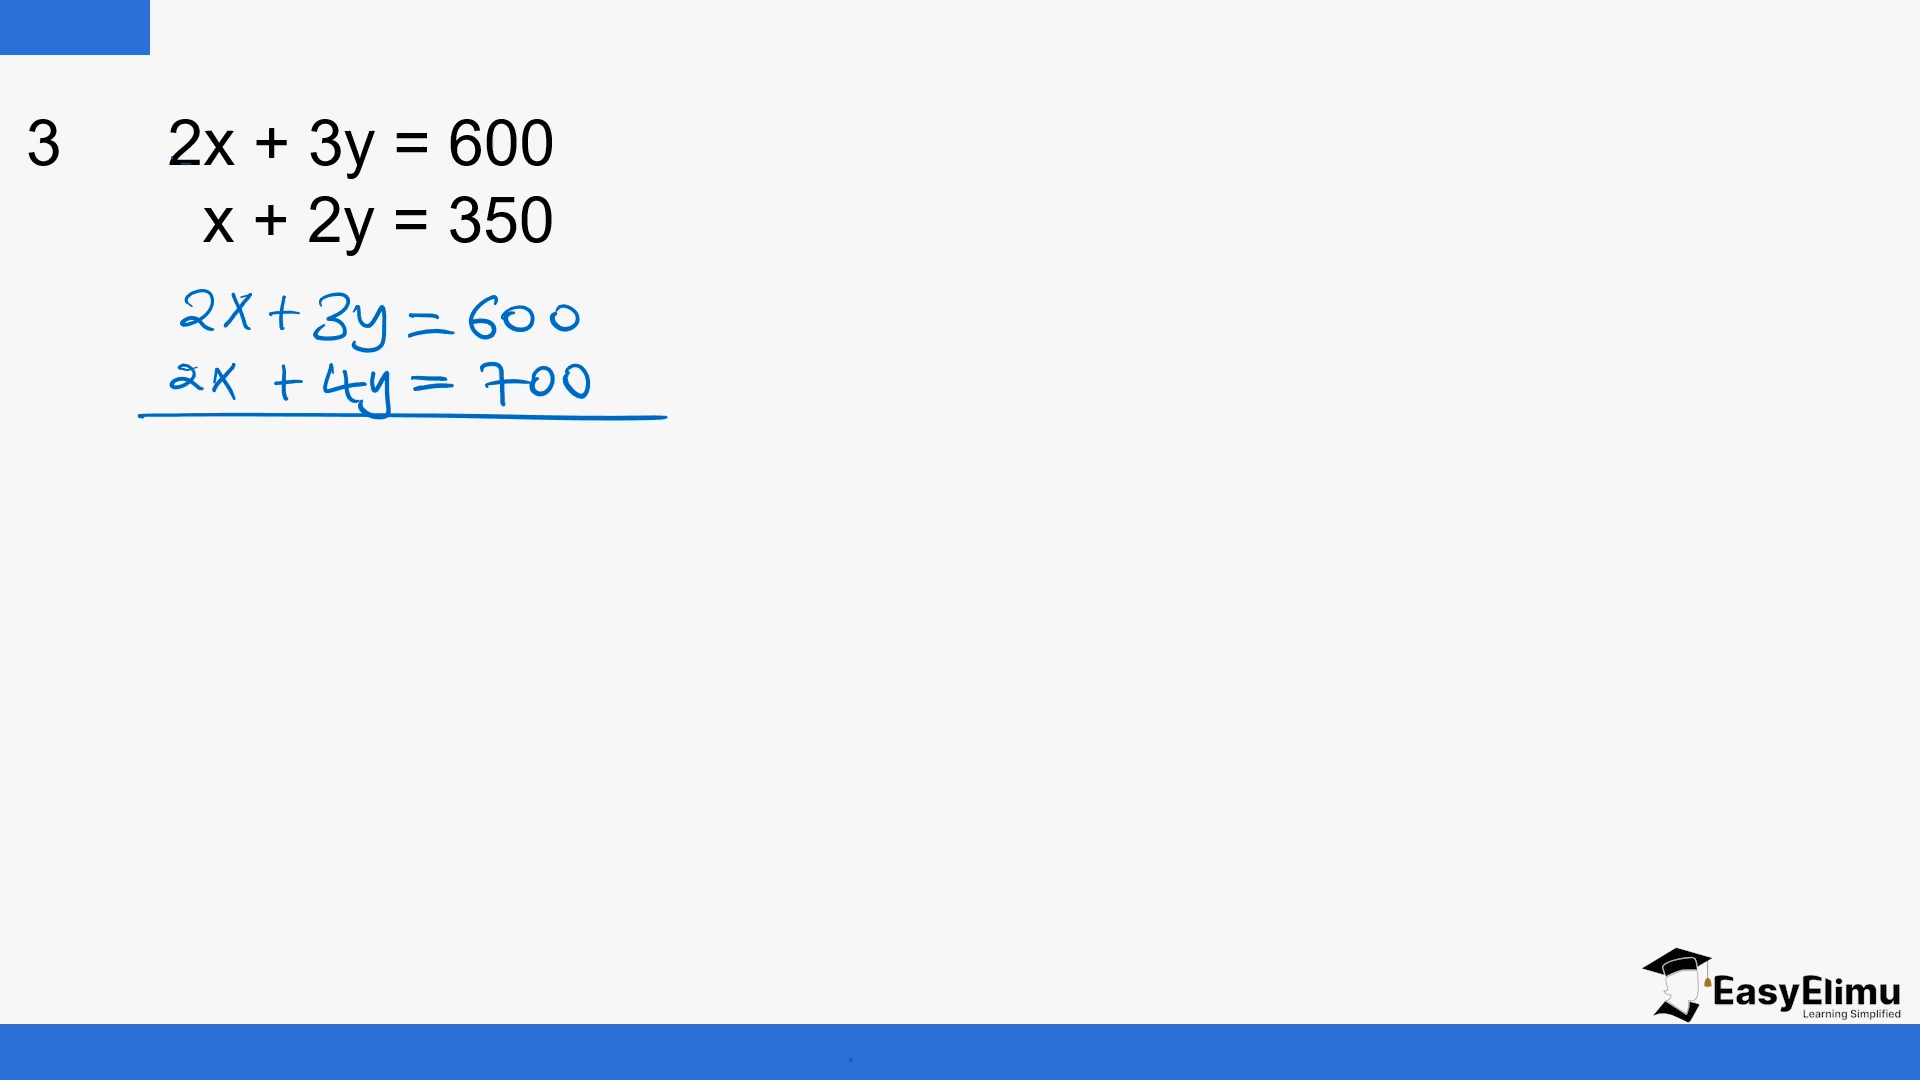 3 2x + 3y = 600
x + 2y = 350
2x + 3y = 600
2x + 4y = 700
EasyElimu
Learning Simplified